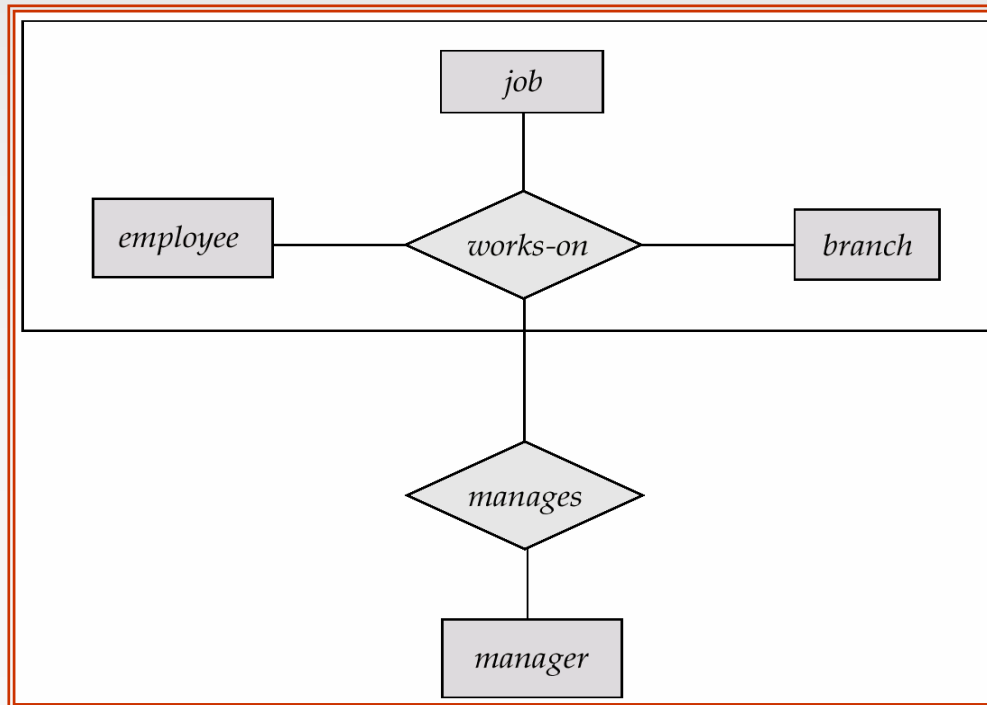 job
employee
works-on
branch
manages
manager